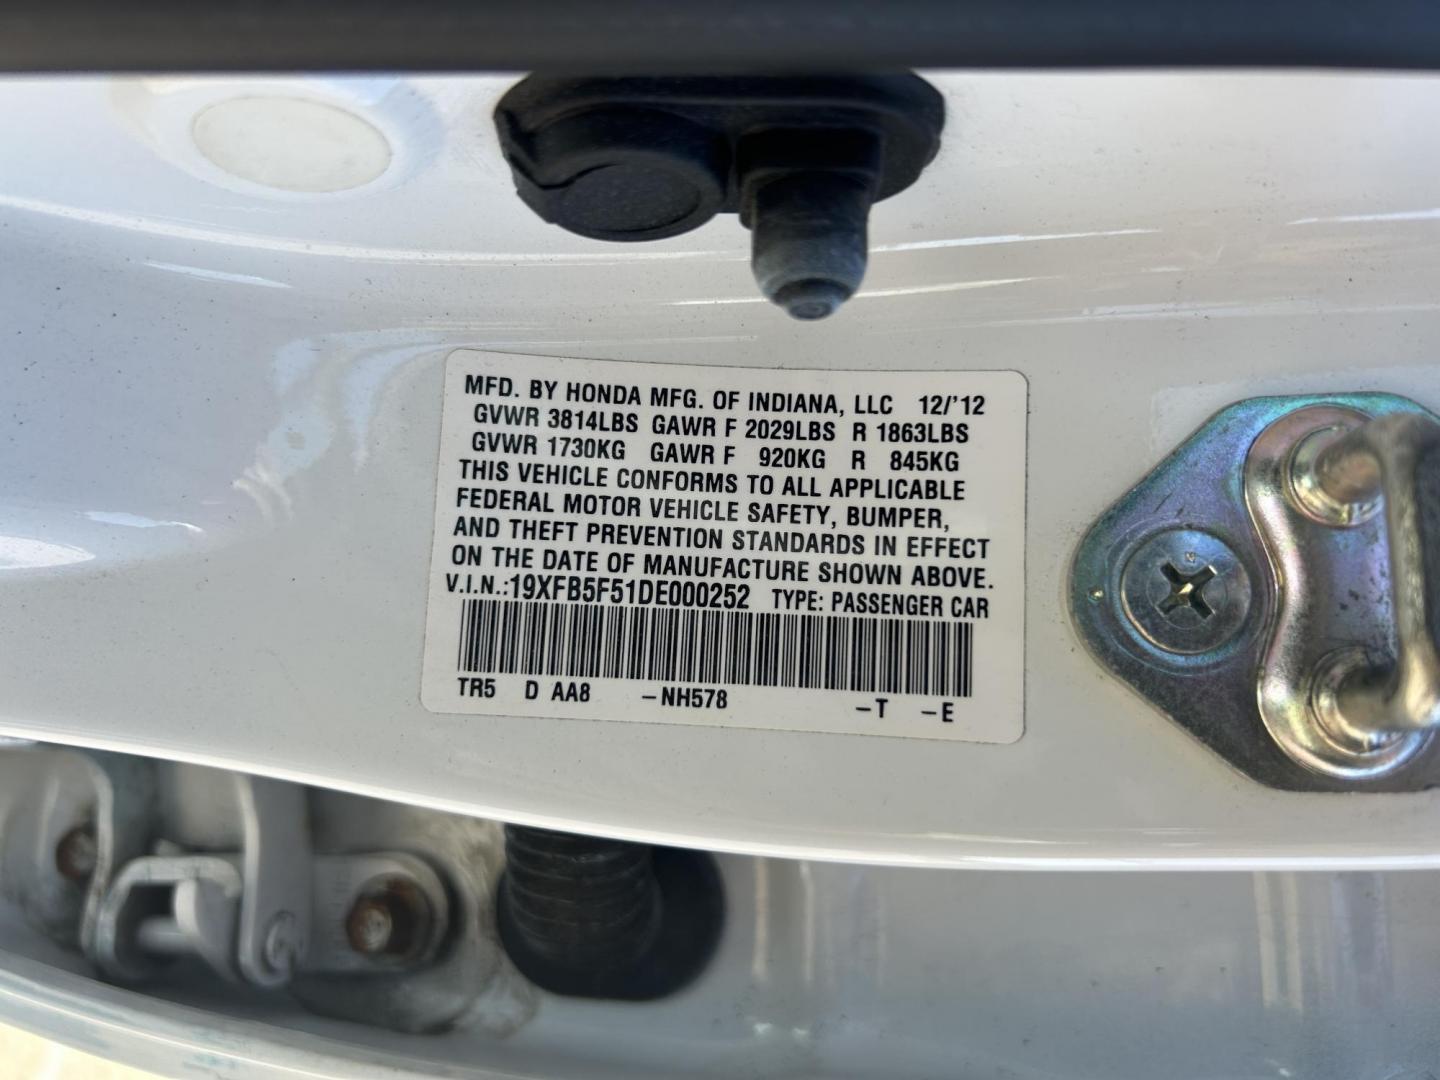 MFD. BY HONDA MFG. OF INDIANA, LLC 12/'12
GVWR 3814LBS GAWR F 2029LBS R 1863LBS
GVWR 1730KG GAWR F 920KG R 845KG
THIS VEHICLE CONFORMS TO ALL APPLICABLE
FEDERAL MOTOR VEHICLE SAFETY, BUMPER,
AND THEFT PREVENTION STANDARDS IN EFFECT
ON THE DATE OF MANUFACTURE SHOWN ABOVE.
V.I.N.:19XFB5F51DE000252 TYPE: PASSENGER CAR
TR5 D AA8 –NH578 –T –E